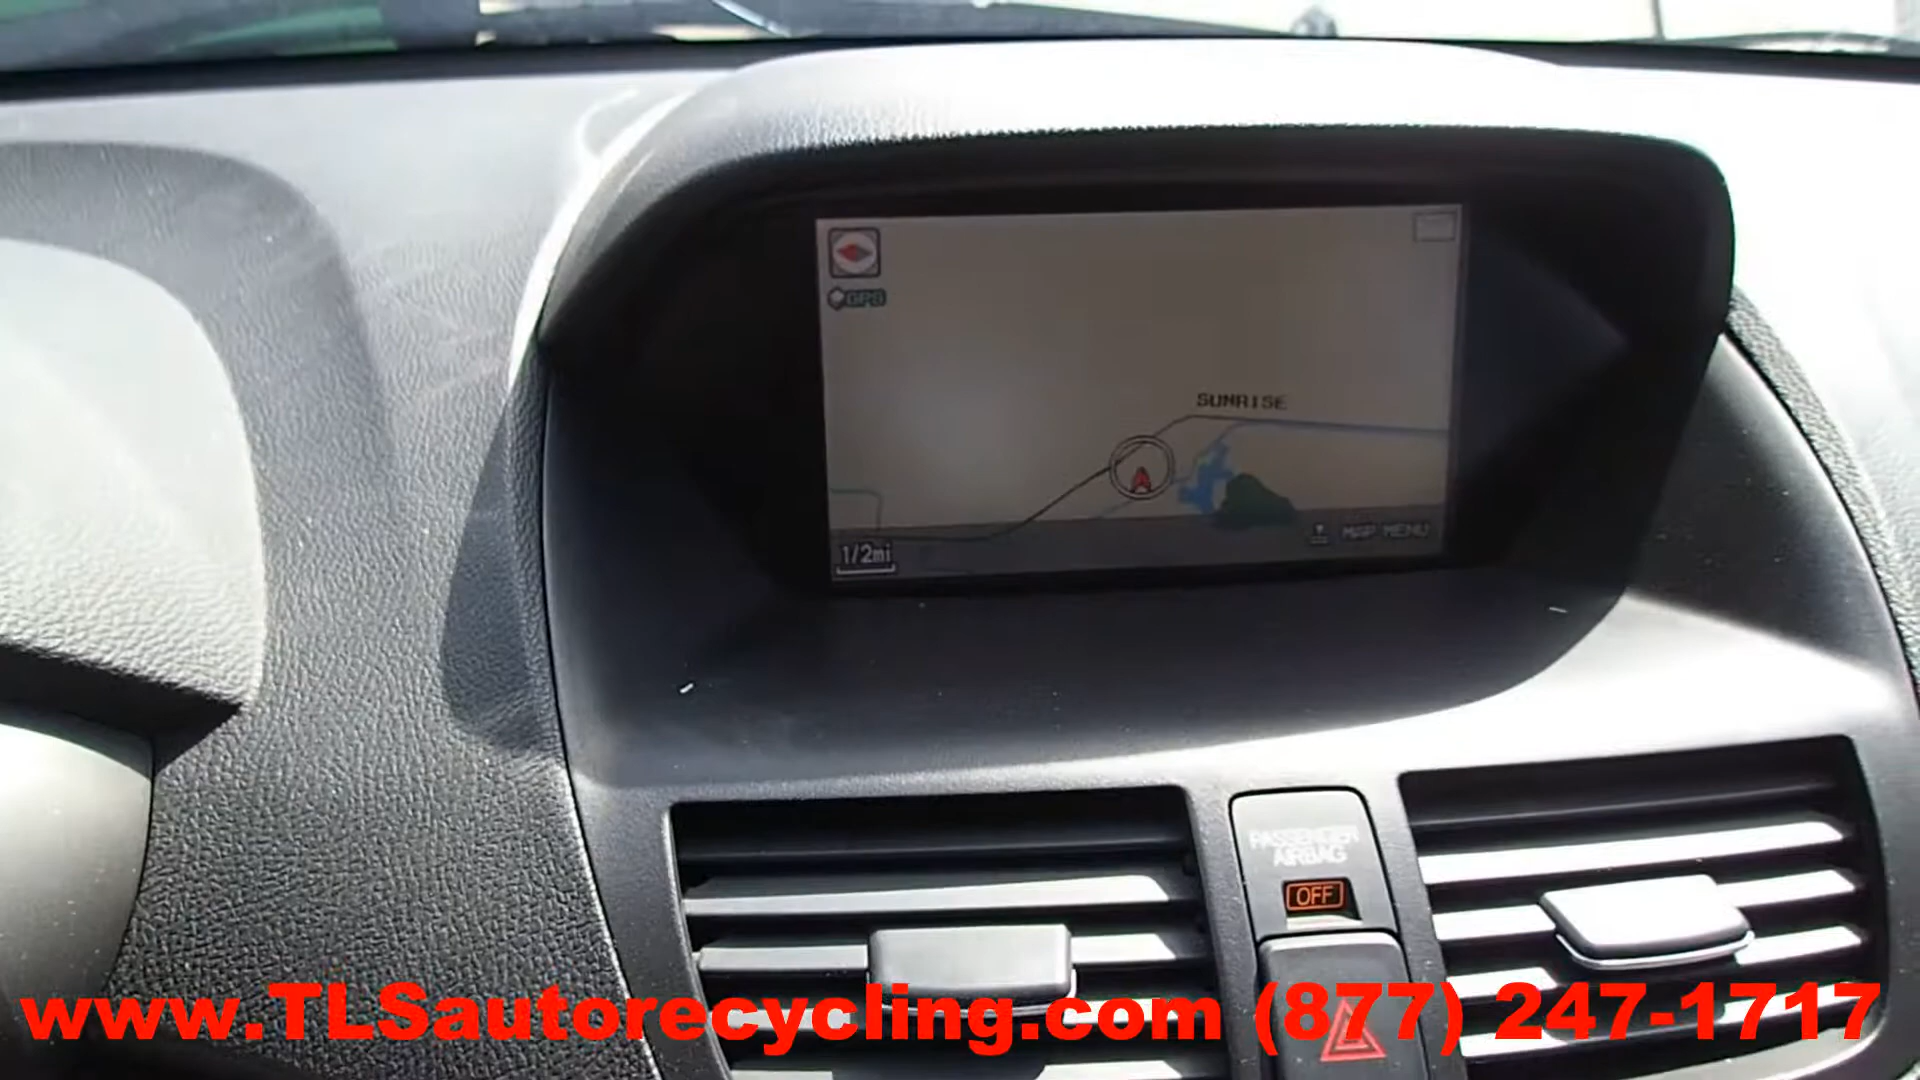 GPS
SUNRISE
1/2mi
MAP MENU
PASSENGER
AIRBAG
OFF
www.TLSautorecycling.com (877) 247-1717